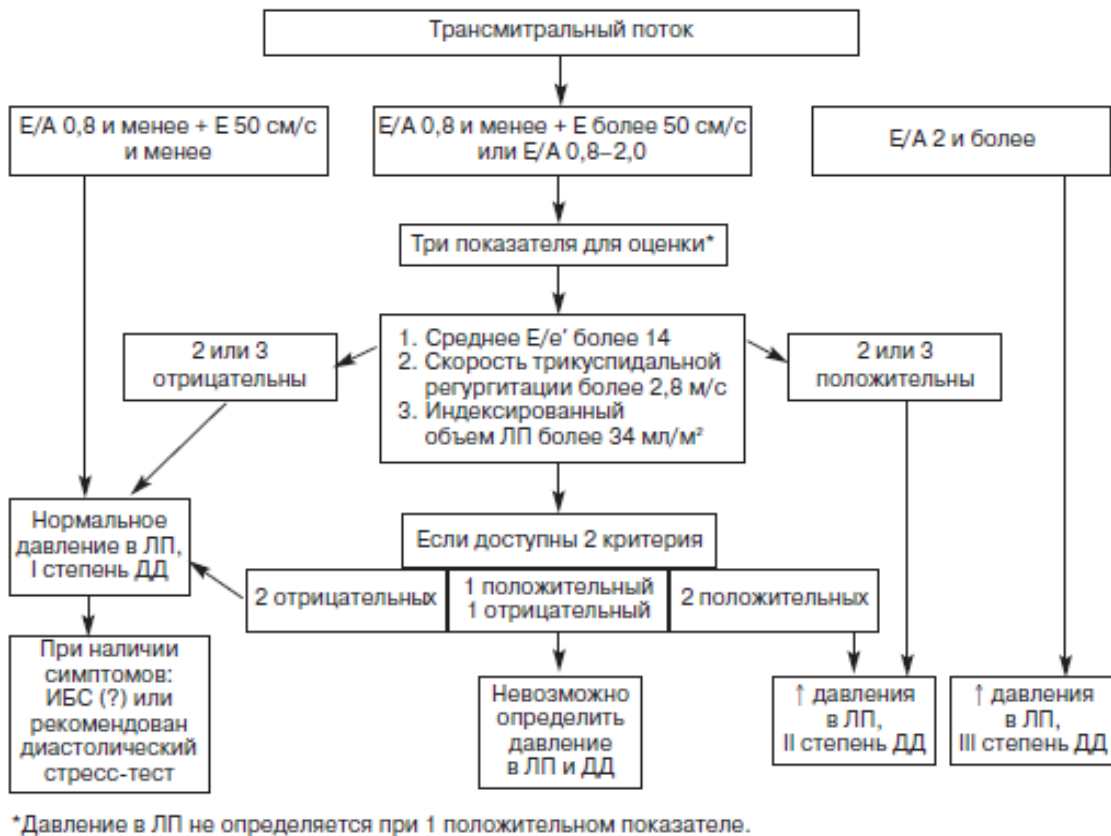 Трансмитральный поток
E/A 0,8 и менее + E 50 см/с
и менее
E/A 0,8 и менее + E более 50 см/с
или E/A 0,8–2,0
E/A 2 и более
Три показателя для оценки*
2 или 3
отрицательны
1. Среднее E/e′ более 14
2. Скорость трикуспидальной
регургитации более 2,8 м/с
3. Индексированный
объем ЛП более 34 мл/м²
2 или 3
положительны
Нормальное
давление в ЛП,
I степень ДД
Если доступны 2 критерия
2 отрицательных
1 положительный
1 отрицательный
2 положительных
При наличии
симптомов:
ИБС (?) или
рекомендован
диастолический
стресс-тест
Невозможно
определить
давление
в ЛП и ДД
↑ давления
в ЛП,
II степень ДД
↑ давления
в ЛП,
III степень ДД
*Давление в ЛП не определяется при 1 положительном показателе.